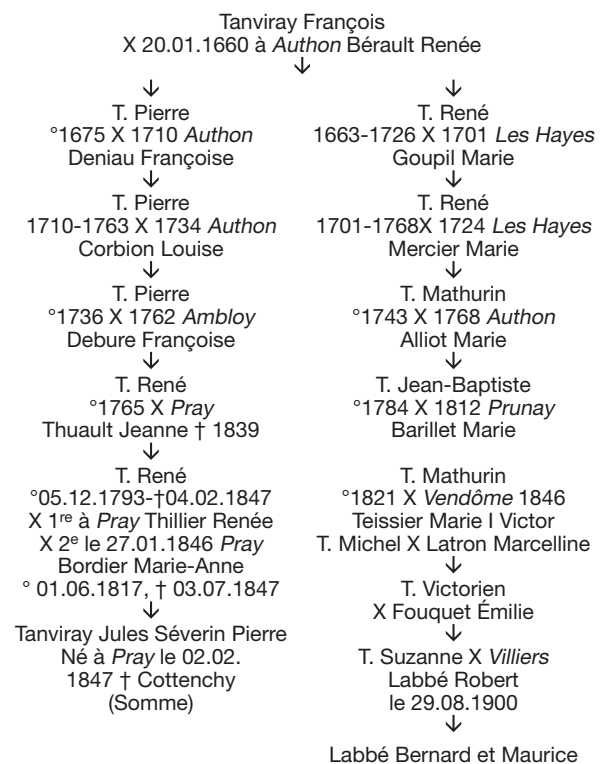 Tanviray François
X 20.01.1660 à Authon Bérault Renée
T. Pierre
°1675 X 1710 Authon
Deniau Françoise
T. Pierre
1710-1763 X 1734 Authon
Corbion Louise
T. Pierre
°1736 X 1762 Ambloy
Debure Françoise
T. René
°1765 X Pray
Thuault Jeanne † 1839
T. René
°05.12.1793-†04.02.1847
X 1re à Pray Thillier Renée
X 2e le 27.01.1846 Pray
Bordier Marie-Anne
° 01.06.1817, † 03.07.1847
Tanviray Jules Séverin Pierre
Né à Pray le 02.02.
1847 † Cottenchy
(Somme)
T. René
1663-1726 X 1701 Les Hayes
Goupil Marie
T. René
1701-1768X 1724 Les Hayes
Mercier Marie
T. Mathurin
°1743 X 1768 Authon
Alliot Marie
T. Jean-Baptiste
°1784 X 1812 Prunay
Barillet Marie
T. Mathurin
°1821 X Vendôme 1846
Teissier Marie I Victor
T. Michel X Latron Marcelline
T. Victorien
X Fouquet Émilie
T. Suzanne X Villiers
Labbé Robert
le 29.08.1900
Labbé Bernard et Maurice